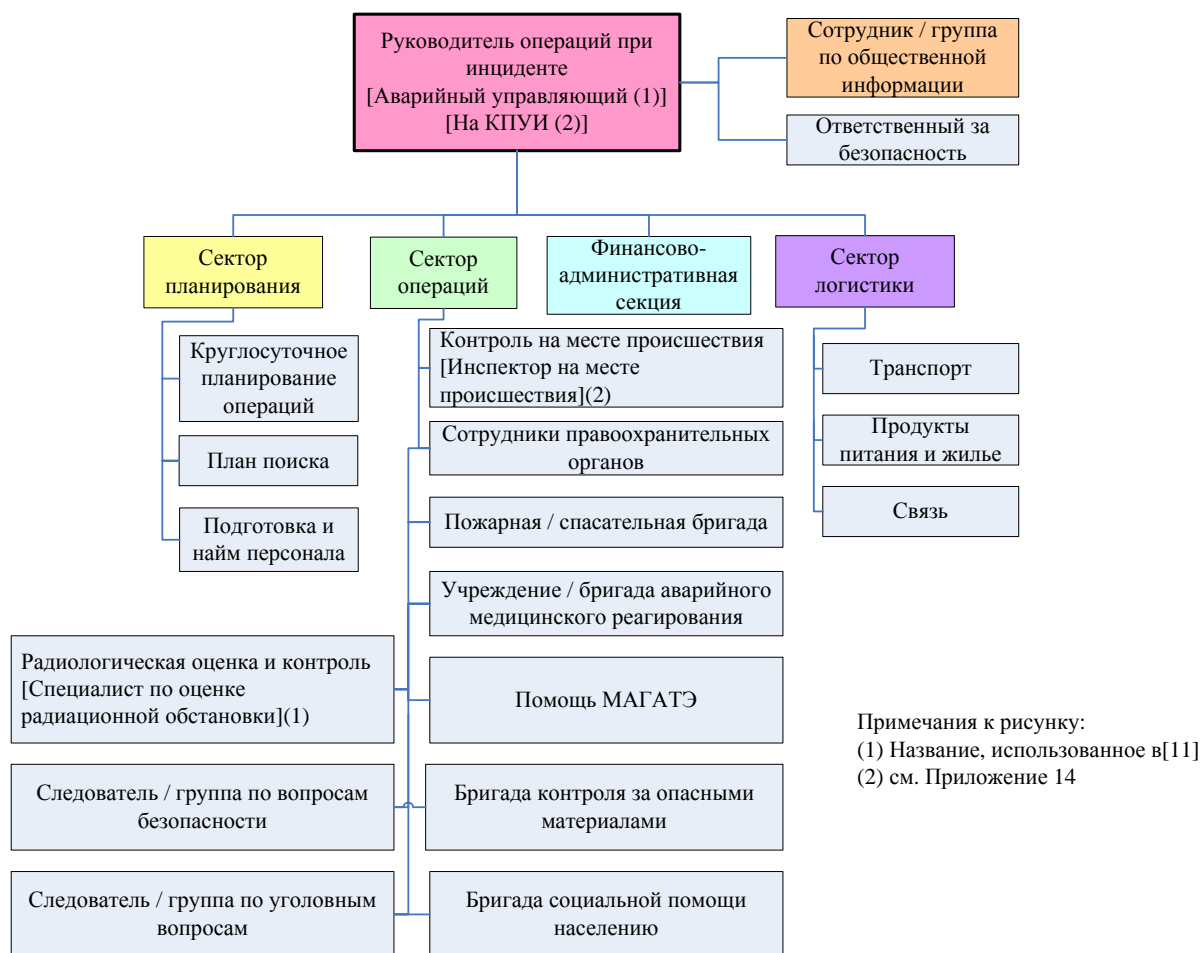 Руководитель операций при
инциденте
[Аварийный управляющий (1)]
[На КПУИ (2)]
Сотрудник / группа
по общественной
информации
Ответственный за
безопасность
Сектор
планирования
Сектор
операций
Финансово-
административная
секция
Сектор
логистики
Круглосуточное
планирование
операций
План поиска
Подготовка и
найм персонала
Контроль на месте происшествия
[Инспектор на месте
происшествия](2)
Сотрудники правоохранительных
органов
Пожарная / спасательная бригада
Учреждение / бригада аварийного
медицинского реагирования
Транспорт
Продукты
питания и жилье
Связь
Радиологическая оценка и контроль
[Специалист по оценке
радиационной обстановки](1)
Помощь МАГАТЭ
Следователь / группа по вопросам
безопасности
Бригада контроля за опасными
материалами
Следователь / группа по уголовным
вопросам
Бригада социальной помощи
населению
Примечания к рисунку:
(1) Название, использованное в[11]
(2) см. Приложение 14